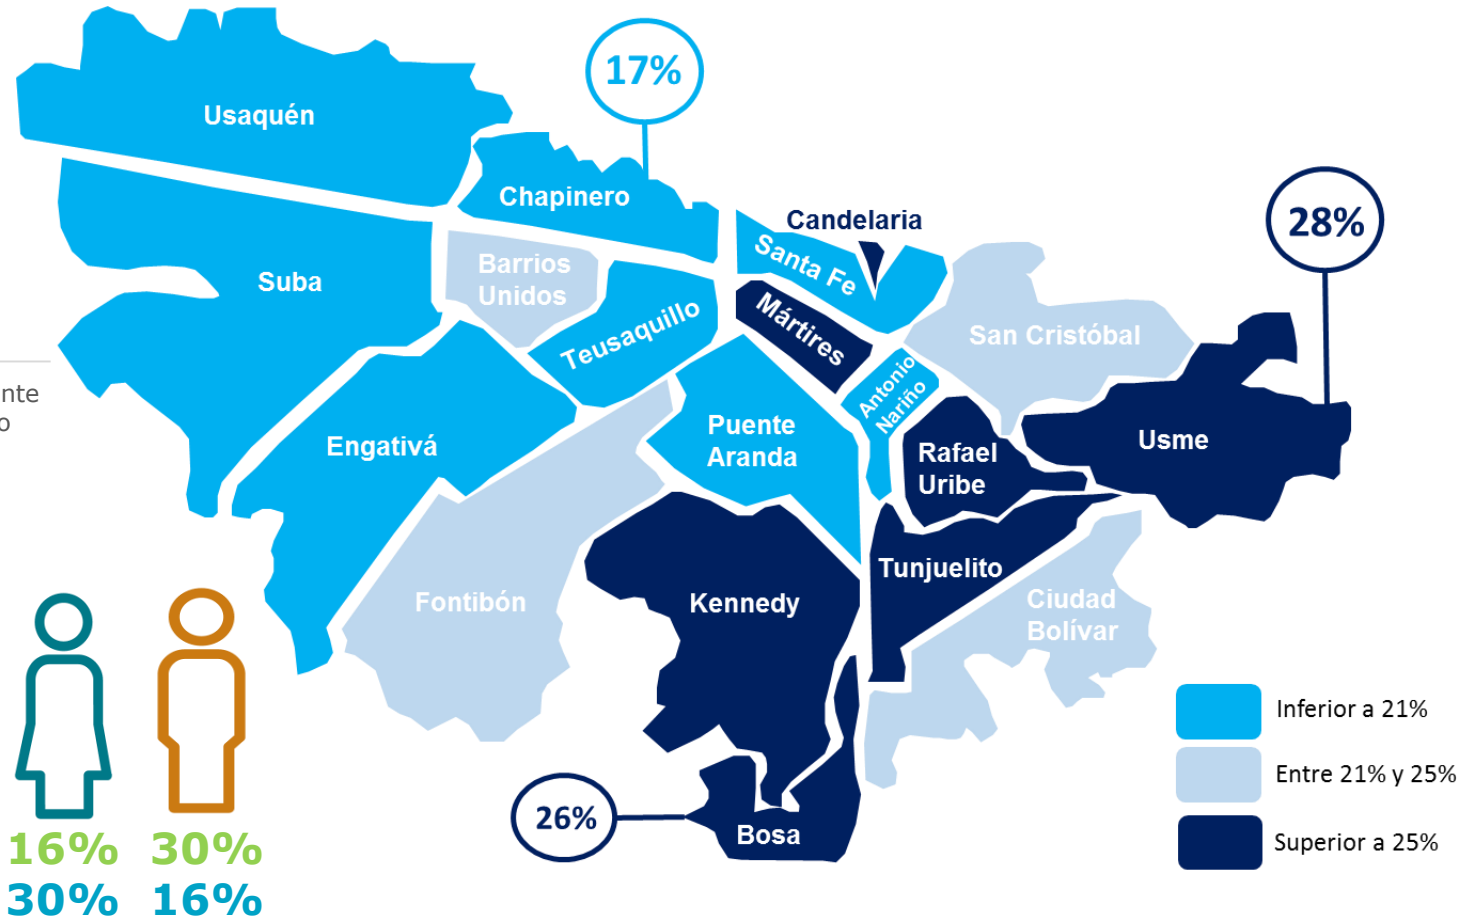 17%
Usaquén
28%
Chapinero
Candelaria
Santa Fe
Barrios
Unidos
Suba
Teusaquillo
Mártires
San Cristóbal
Antonio
Nariño
nte
o
Puente
Aranda
Engativá
Rafael
Uribe
Usme
Tunjuelito
Fontibón
Kennedy
Ciudad
Bolívar
Inferior a 21%
Entre 21% y 25%
Superior a 25%
26%
Bosa
16% 30%
30% 16%